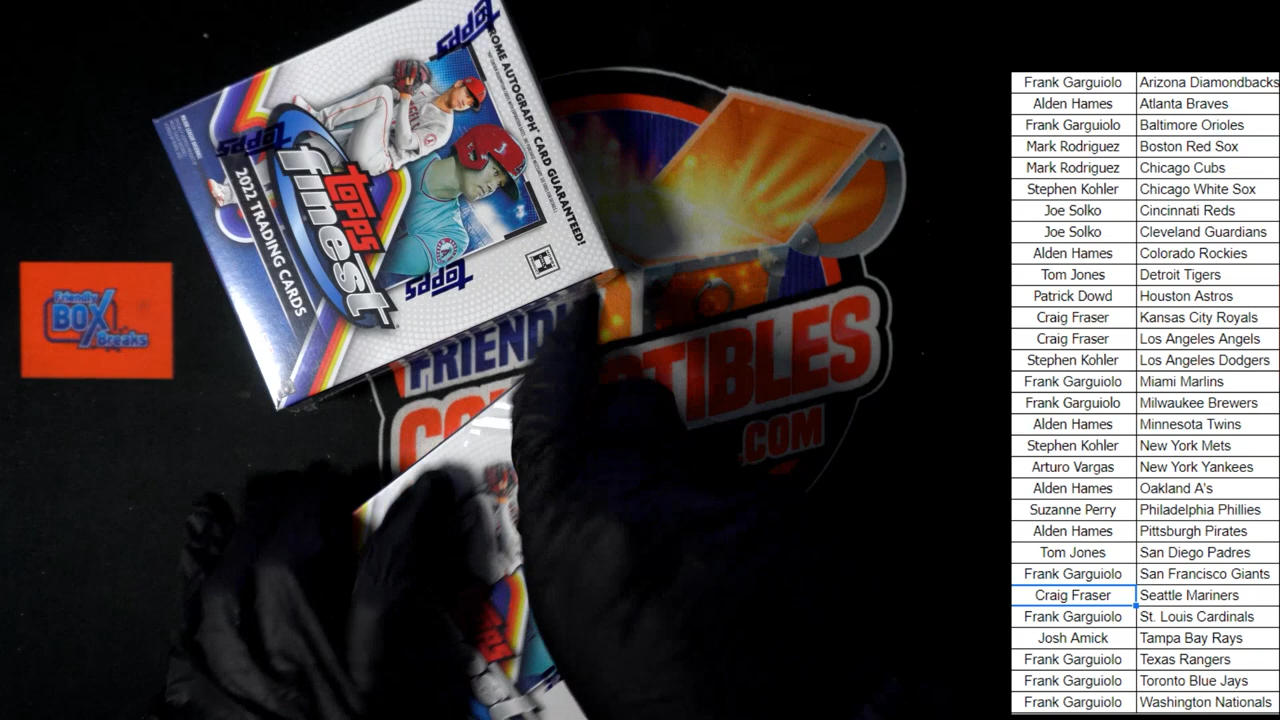 topps
ROME AUTOGRAPH CARD GUARANTEED!
topps
topps
finest
2022 TRADING CARDS
topps
Friendly
BOX
Breaks
FRIENDL
CO
TIBLES
.COM
Frank Garguiolo Arizona Diamondbacks
Alden Hames Atlanta Braves
Frank Garguiolo Baltimore Orioles
Mark Rodriguez Boston Red Sox
Mark Rodriguez Chicago Cubs
Stephen Kohler Chicago White Sox
Joe Solko Cincinnati Reds
Joe Solko Cleveland Guardians
Alden Hames Colorado Rockies
Tom Jones Detroit Tigers
Patrick Dowd Houston Astros
Craig Fraser Kansas City Royals
Craig Fraser Los Angeles Angels
Stephen Kohler Los Angeles Dodgers
Frank Garguiolo Miami Marlins
Frank Garguiolo Milwaukee Brewers
Alden Hames Minnesota Twins
Stephen Kohler New York Mets
Arturo Vargas New York Yankees
Alden Hames Oakland A's
Suzanne Perry Philadelphia Phillies
Alden Hames Pittsburgh Pirates
Tom Jones San Diego Padres
Frank Garguiolo San Francisco Giants
Craig Fraser Seattle Mariners
Frank Garguiolo St. Louis Cardinals
Josh Amick Tampa Bay Rays
Frank Garguiolo Texas Rangers
Frank Garguiolo Toronto Blue Jays
Frank Garguiolo Washington Nationals